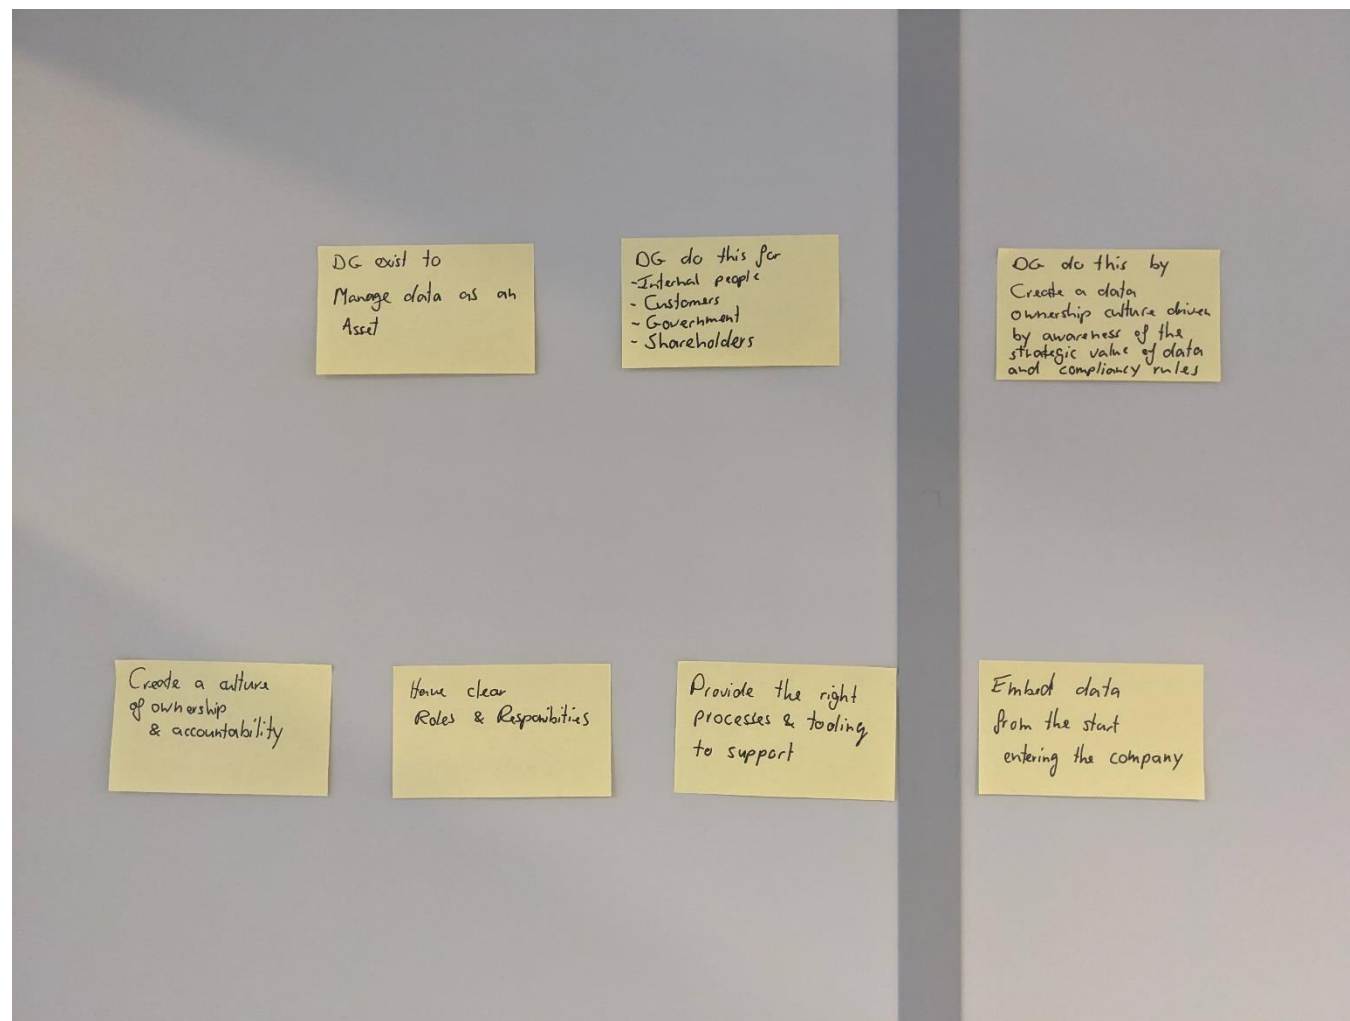 DG exist to
Manage data as an
Asset
DG do this for
-Internal people
- Customers
- Government
- Shareholders
DG do this by
Create a data
ownership culture driven
by awareness of the
strategic value of data
and compliancy rules
Create a culture
of ownership
& accountability
Have clear
Roles & Responibities
Provide the right
processes & tooling
to support
Embed data
from the start
entering the company